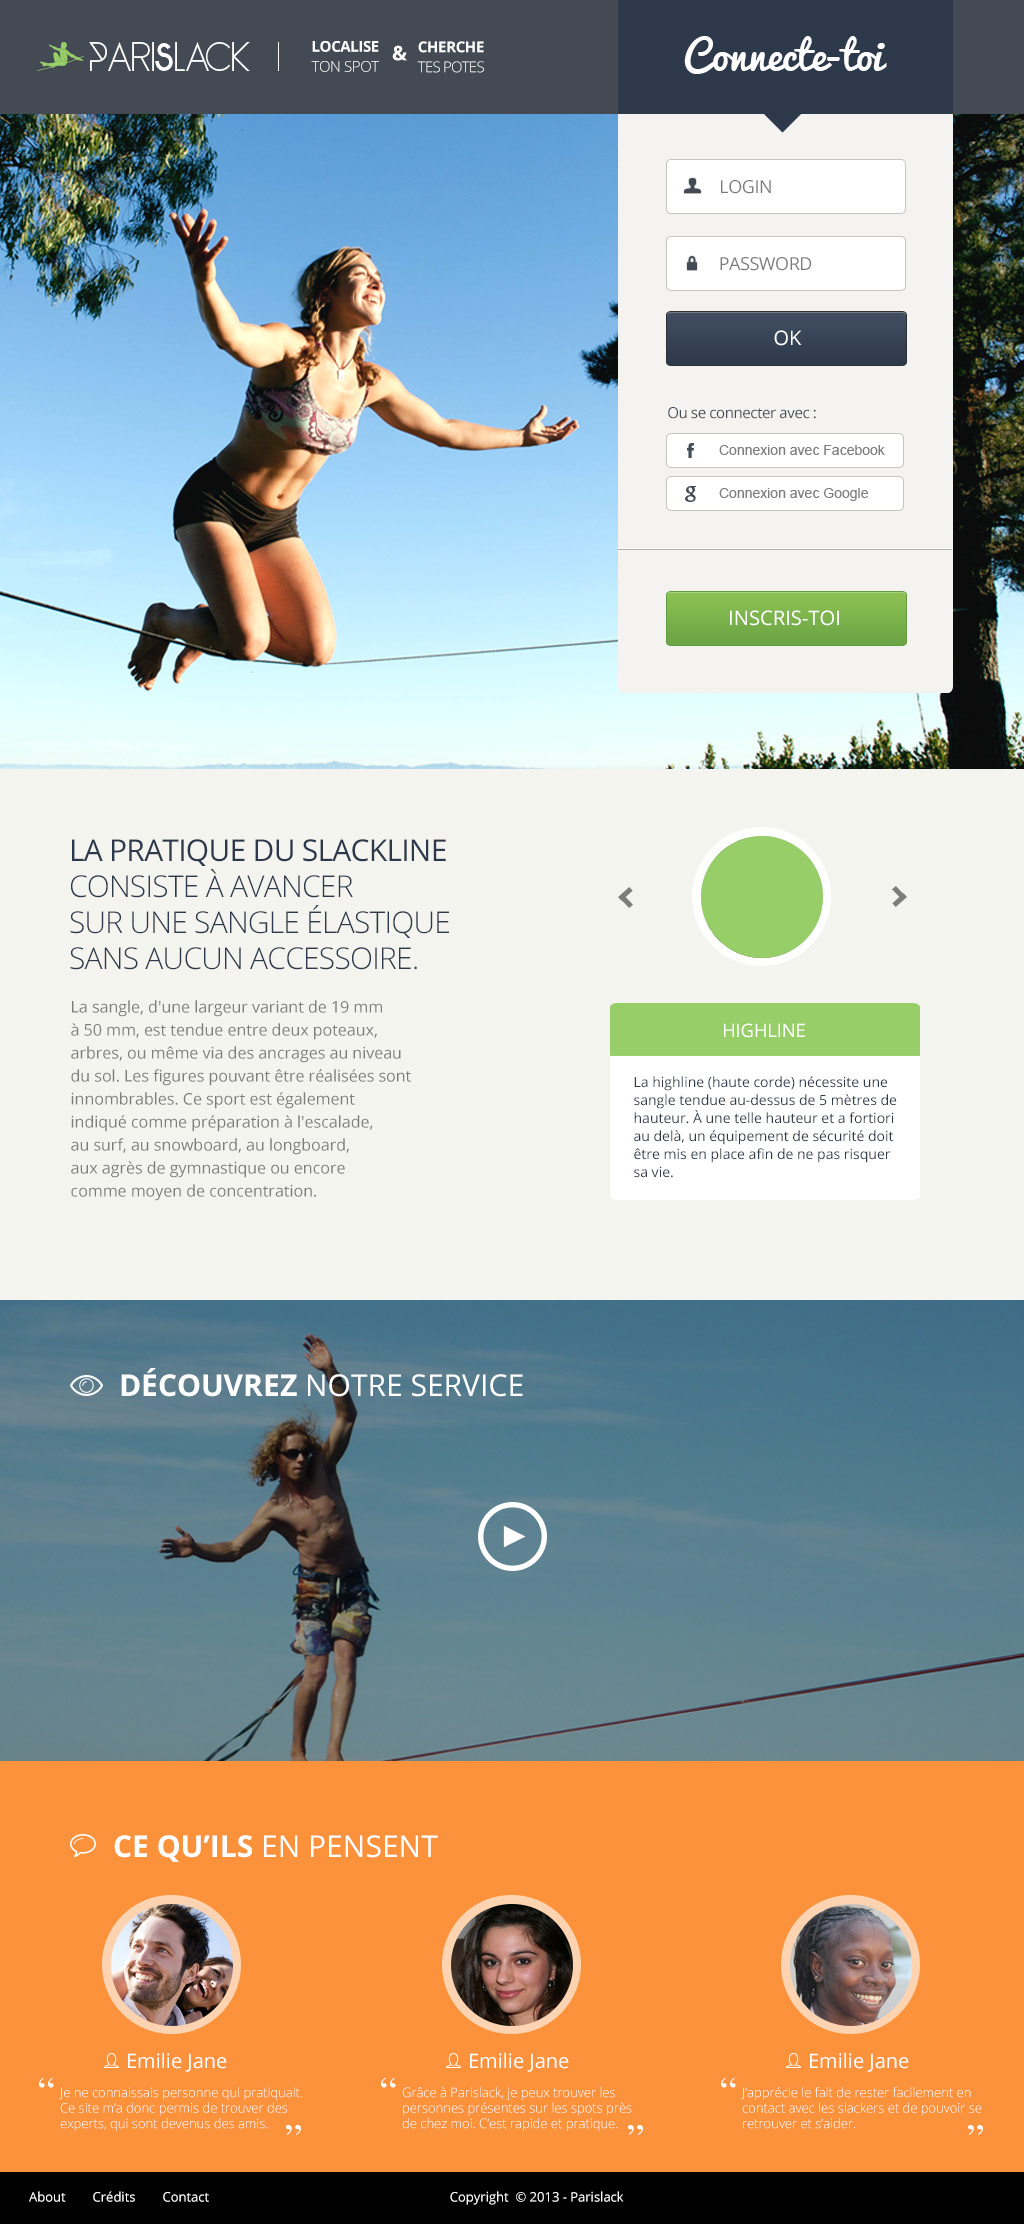 PARISLACK
LOCALISE
TON SPOT
&
CHERCHE
TES POTES
Connecte-toi
LOGIN
PASSWORD
OK
Ou se connecter avec :
f Connexion avec Facebook
g Connexion avec Google
INSCRIS-TOI
LA PRATIQUE DU SLACKLINE
CONSISTE À AVANCER
SUR UNE SANGLE ÉLASTIQUE
SANS AUCUN ACCESSOIRE.
La sangle, d'une largeur variant de 19 mm
à 50 mm, est tendue entre deux poteaux,
arbres, ou même via des ancrages au niveau
du sol. Les figures pouvant être réalisées sont
innombrables. Ce sport est également
indiqué comme préparation à l'escalade,
au surf, au snowboard, au longboard,
aux agrès de gymnastique ou encore
comme moyen de concentration.
HIGHLINE
La highline (haute corde) nécessite une
sangle tendue au-dessus de 5 mètres de
hauteur. À une telle hauteur et a fortiori
au delà, un équipement de sécurité doit
être mis en place afin de ne pas risquer
sa vie.
DÉCOUVREZ NOTRE SERVICE
CE QU'ILS EN PENSENT
Emilie Jane
“ Je ne connaissais personne qui pratiquait.
Ce site m'a donc permis de trouver des
experts, qui sont devenus des amis. ”
Emilie Jane
“ Grâce à Parislack, je peux trouver les
personnes présentes sur les spots près
de chez moi. C'est rapide et pratique. ”
Emilie Jane
“ J'apprécie le fait de rester facilement en
contact avec les slackers et de pouvoir se
retrouver et s'aider. ”
About Crédits Contact
Copyright © 2013 - Parislack